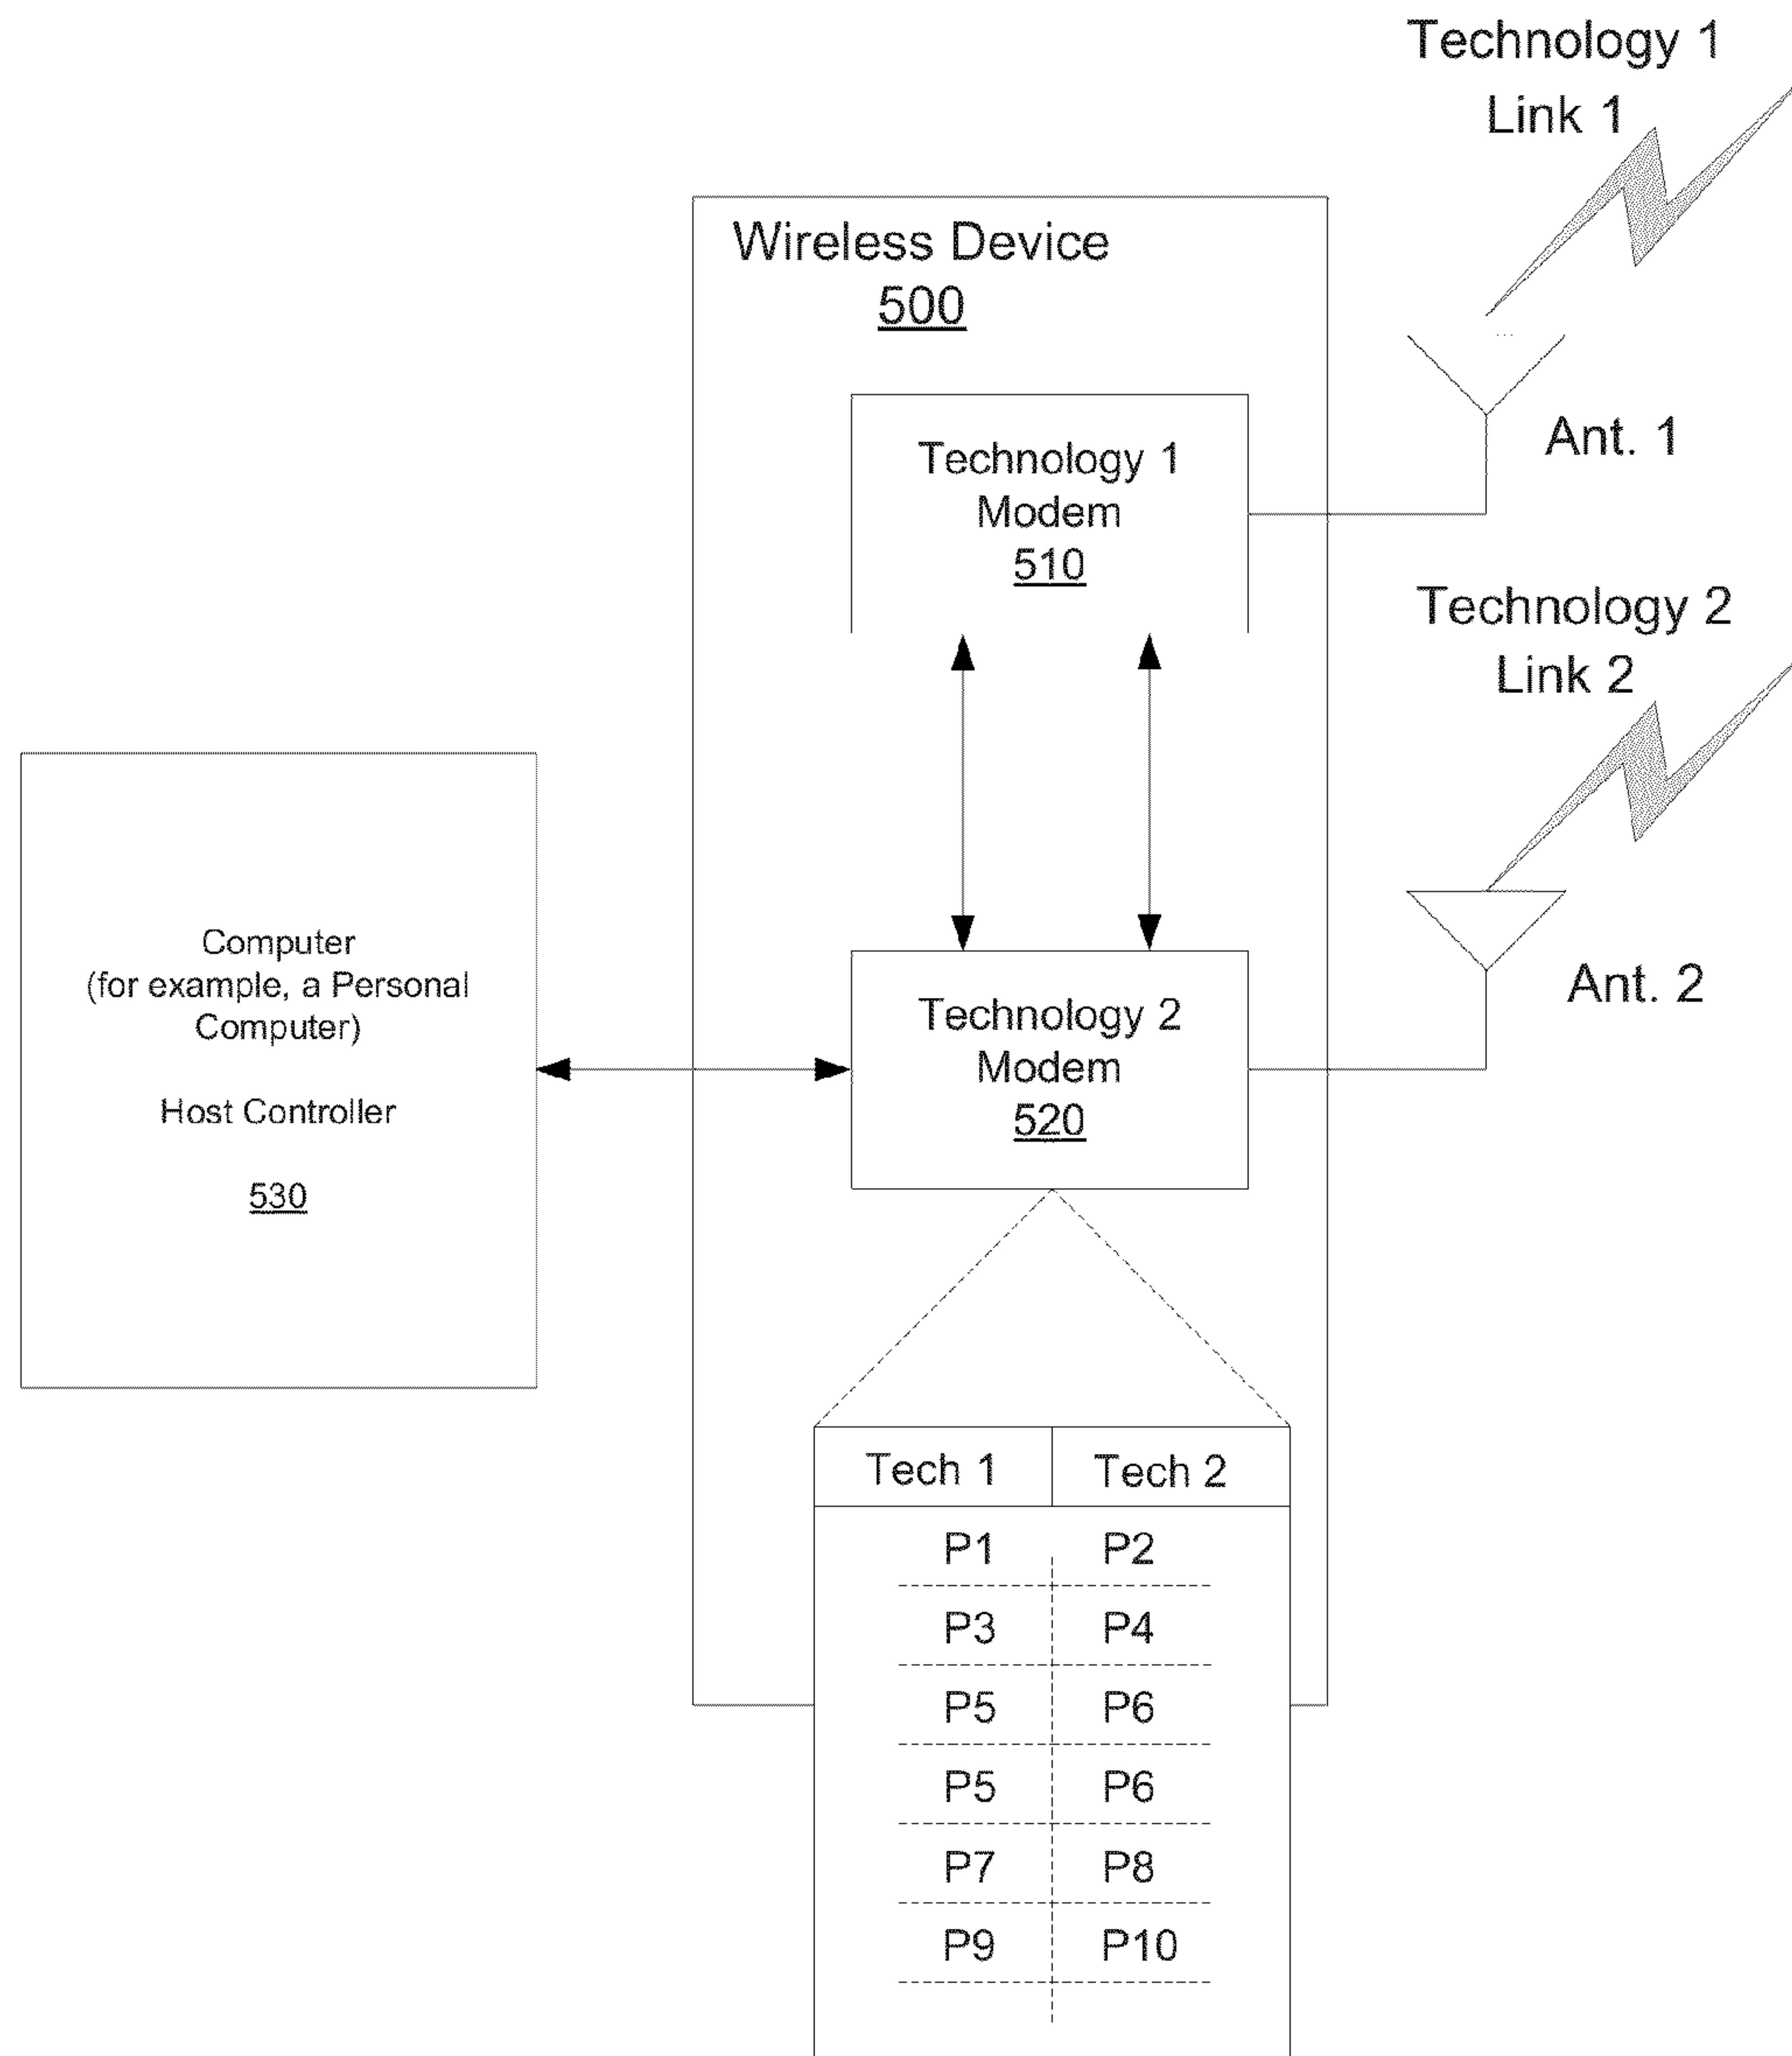 Technology 1
Link 1
Wireless Device
500
Technology 1
Modem
510
Ant. 1
Technology 2
Link 2
Computer
(for example, a Personal
Computer)
Host Controller
530
Technology 2
Modem
520
Ant. 2
Tech 1 Tech 2
P1 P2
P3 P4
P5 P6
P5 P6
P7 P8
P9 P10